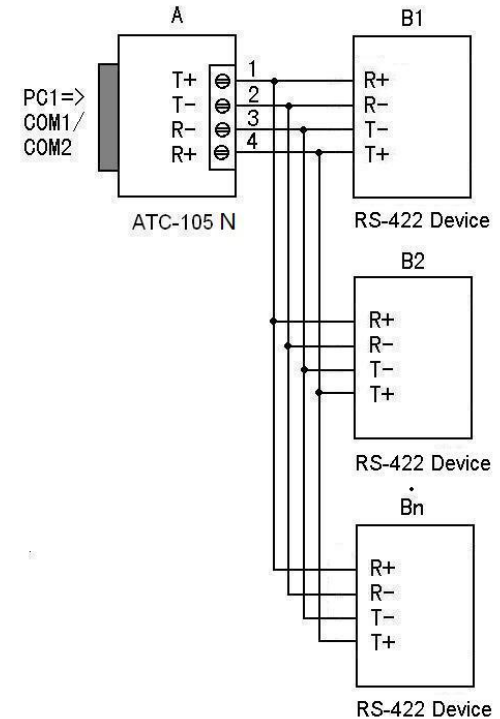 A
B1
T+ 1 R+
PC1=> T- 2 R-
COM1/ R- 3 T-
COM2 R+ 4 T+
ATC-105 N
RS-422 Device
B2
R+
R-
T-
T+
RS-422 Device
Bn
R+
R-
T-
T+
RS-422 Device